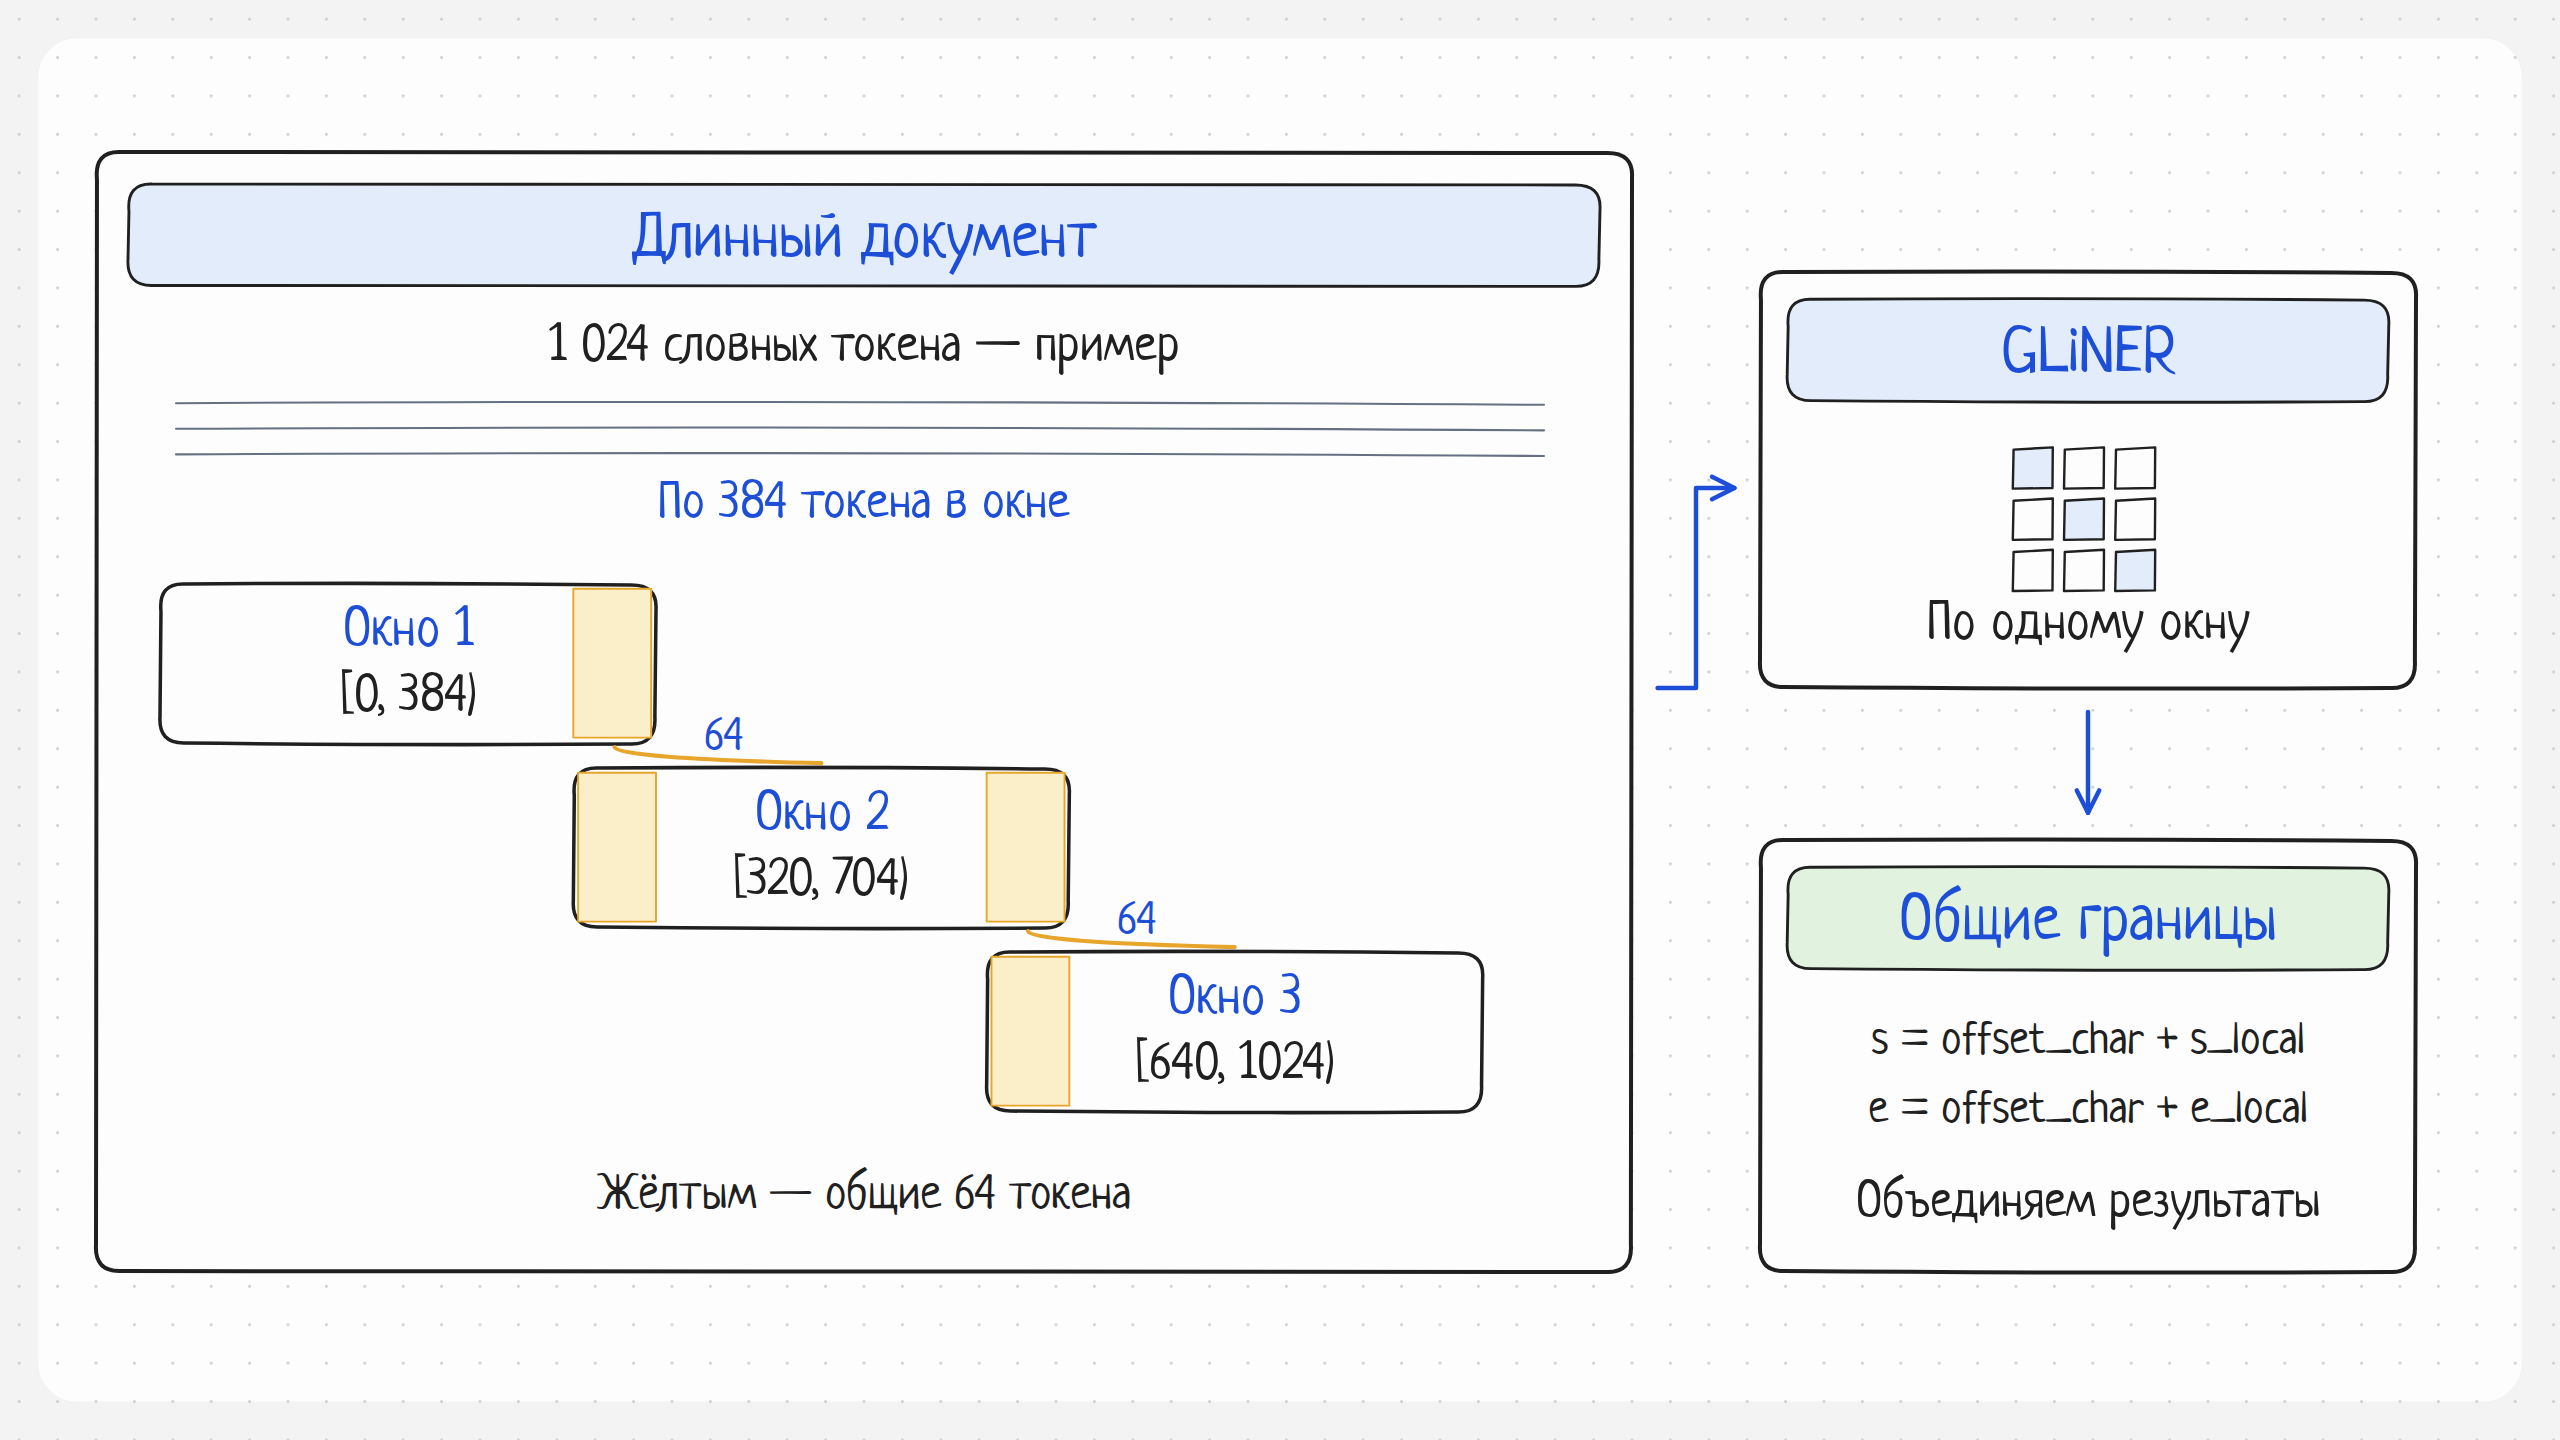 Длинный документ
1 024 словных токена — пример
По 384 токена в окне
Окно 1
[0, 384)
64
Окно 2
[320, 704)
64
Окно 3
[640, 1024)
Жёлтым — общие 64 токена
GLiNER
По одному окну
Общие границы
s = offset_char + s_local
e = offset_char + e_local
Объединяем результаты